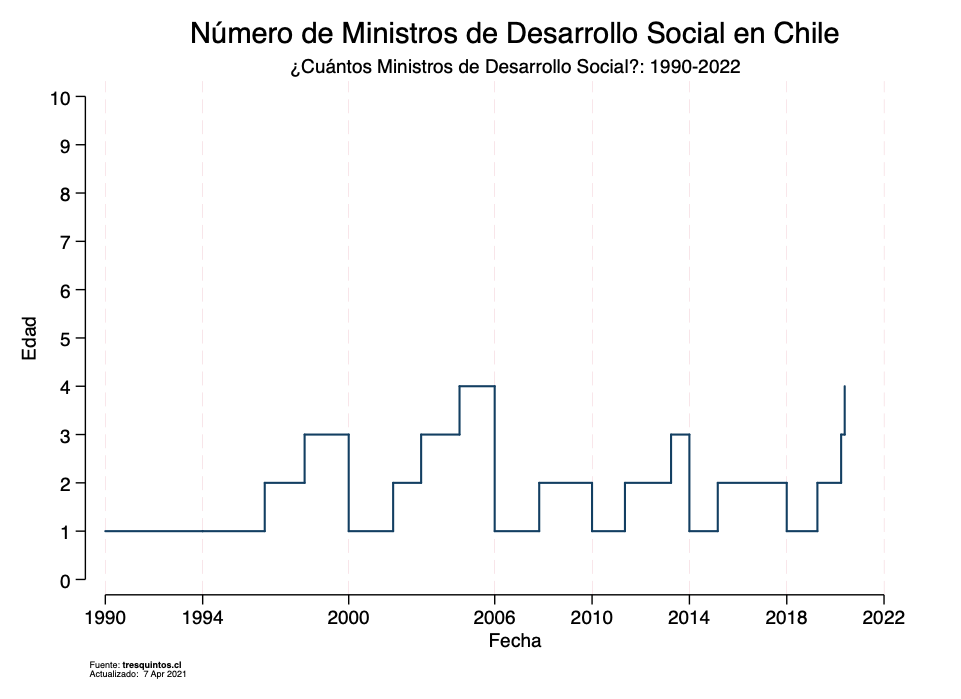 Número de Ministros de Desarrollo Social en Chile
¿Cuántos Ministros de Desarrollo Social?: 1990-2022
10
9
8
7
6
5
4
3
2
1
0
Edad
1990 1994 2000 2006 2010 2014 2018 2022
Fecha
Fuente: tresquintos.cl
Actualizado: 7 Apr 2021